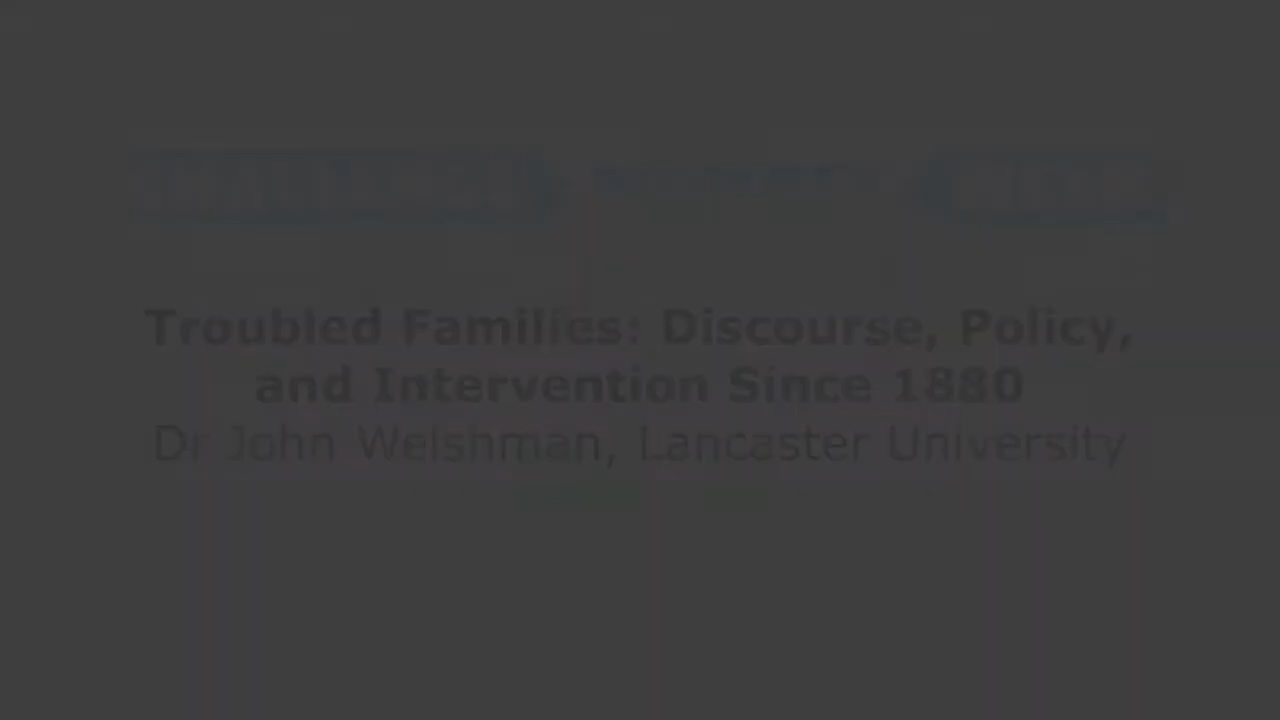 Troubled Families: Discourse, Policy,
and Intervention Since 1880
Dr John Welshman, Lancaster University